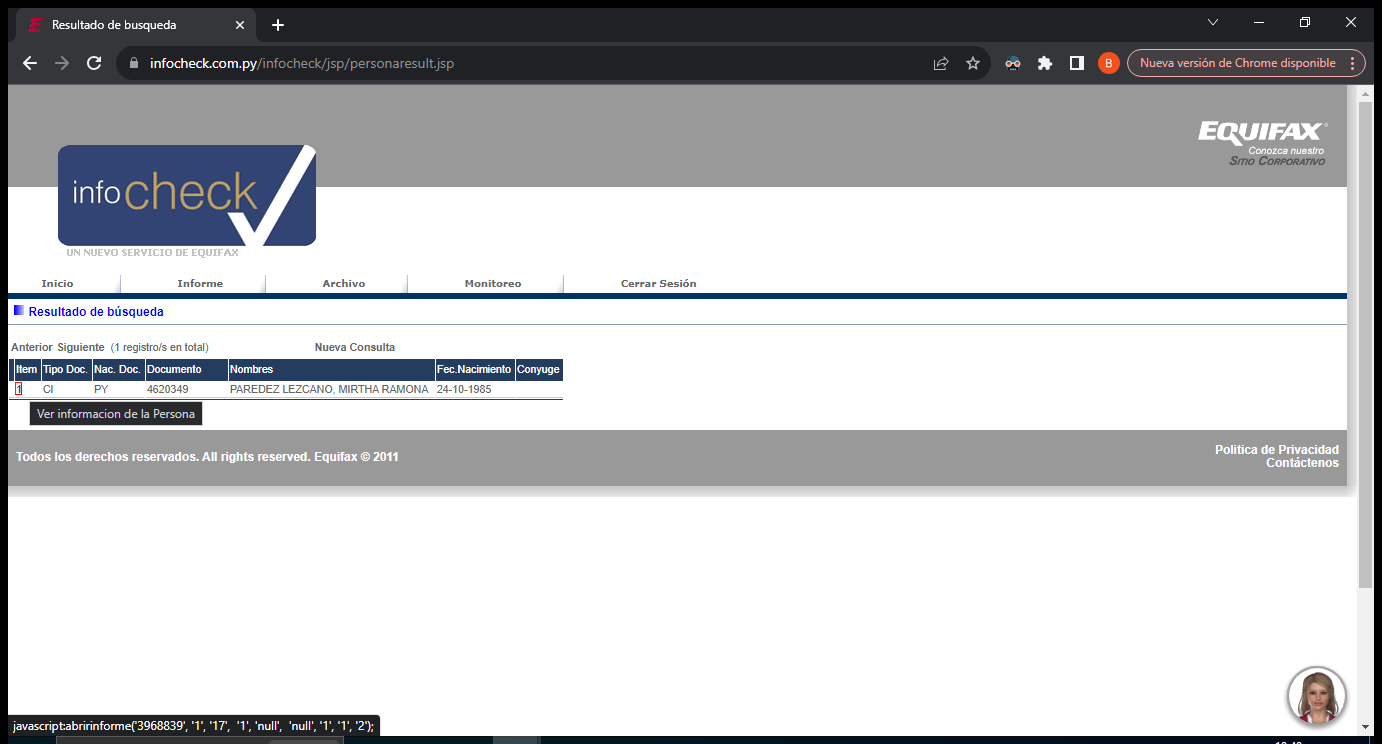 Resultado de busqueda
infocheck.com.py/infocheck/jsp/personaresult.jsp
B
Nueva versión de Chrome disponible
EQUIFAX
Conozca nuestro
SITIO CORPORATIVO
infocheck
UN NUEVO SERVICIO DE EQUIFAX
Inicio Informe Archivo Monitoreo Cerrar Sesión
Resultado de búsqueda
Anterior Siguiente (1 registro/s en total) Nueva Consulta
Item Tipo Doc. Nac. Doc. Documento Nombres Fec.Nacimiento Conyuge
1 CI PY 4620349 PAREDEZ LEZCANO, MIRTHA RAMONA 24-10-1985
Ver informacion de la Persona
Todos los derechos reservados. All rights reserved. Equifax © 2011
Politica de Privacidad
Contáctenos
javascript:abririnforme('3968839', '1', '17', '1', 'null', 'null', '1', '1', '2');